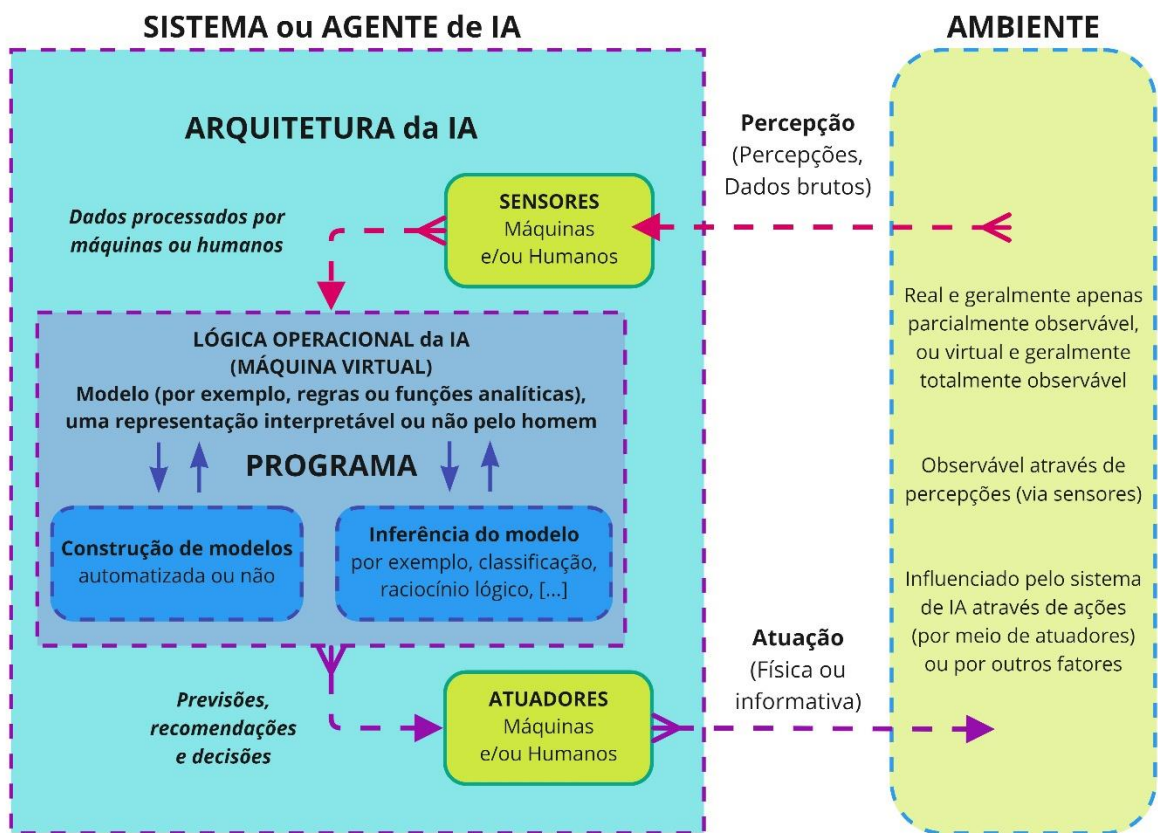 SISTEMA ou AGENTE de IA
AMBIENTE
ARQUITETURA da IA
Percepção
(Percepções,
Dados brutos)
SENSORES
Máquinas
e/ou Humanos
Dados processados por
máquinas ou humanos
LÓGICA OPERACIONAL da IA
(MÁQUINA VIRTUAL)
Modelo (por exemplo, regras ou funções analíticas),
uma representação interpretável ou não pelo homem
PROGRAMA
Construção de modelos
automatizada ou não
Inferência do modelo
por exemplo, classificação,
raciocínio lógico, [...]
Previsões,
recomendações
e decisões
ATUADORES
Máquinas
e/ou Humanos
Atuação
(Física ou
informativa)
Real e geralmente apenas
parcialmente observável,
ou virtual e geralmente
totalmente observável
Observável através de
percepções (via sensores)
Influenciado pelo sistema
de IA através de ações
(por meio de atuadores)
ou por outros fatores